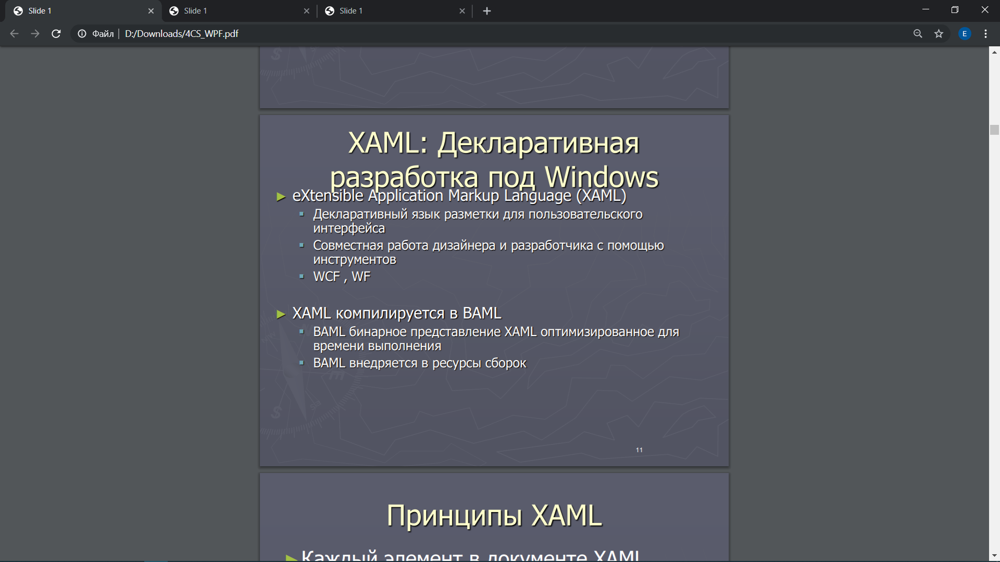 Slide 1
Slide 1
Slide 1
Файл
D:/Downloads/4CS_WPF.pdf
E
S
XAML: Декларативная
разработка под Windows
eXtensible Application Markup Language (XAML)
Декларативный язык разметки для пользовательского
интерфейса
Совместная работа дизайнера и разработчика с помощью
инструментов
WCF , WF
XAML компилируется в BAML
BAML бинарное представление XAML оптимизированное для
времени выполнения
BAML внедряется в ресурсы сборок
E
S
SE
11
Принципы XAML
Каждый элемент в документе XAML